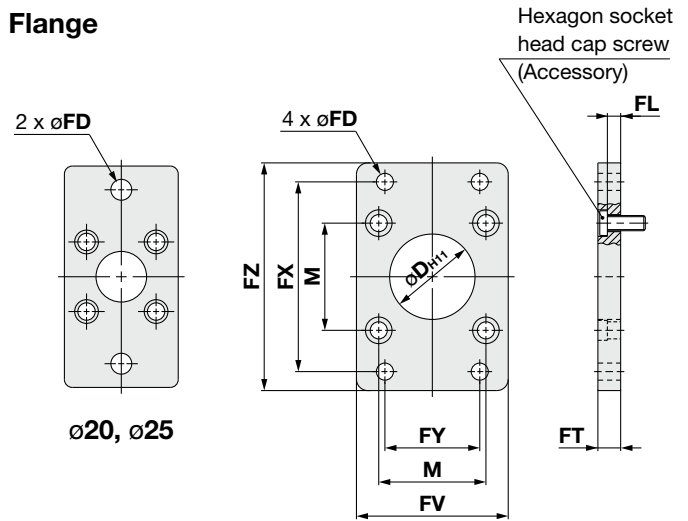 Flange
Hexagon socket
head cap screw
(Accessory)
FL
2 x øFD
4 x øFD
FZ
FX
M
øDH11
ø20, ø25
FY
M
FV
FT